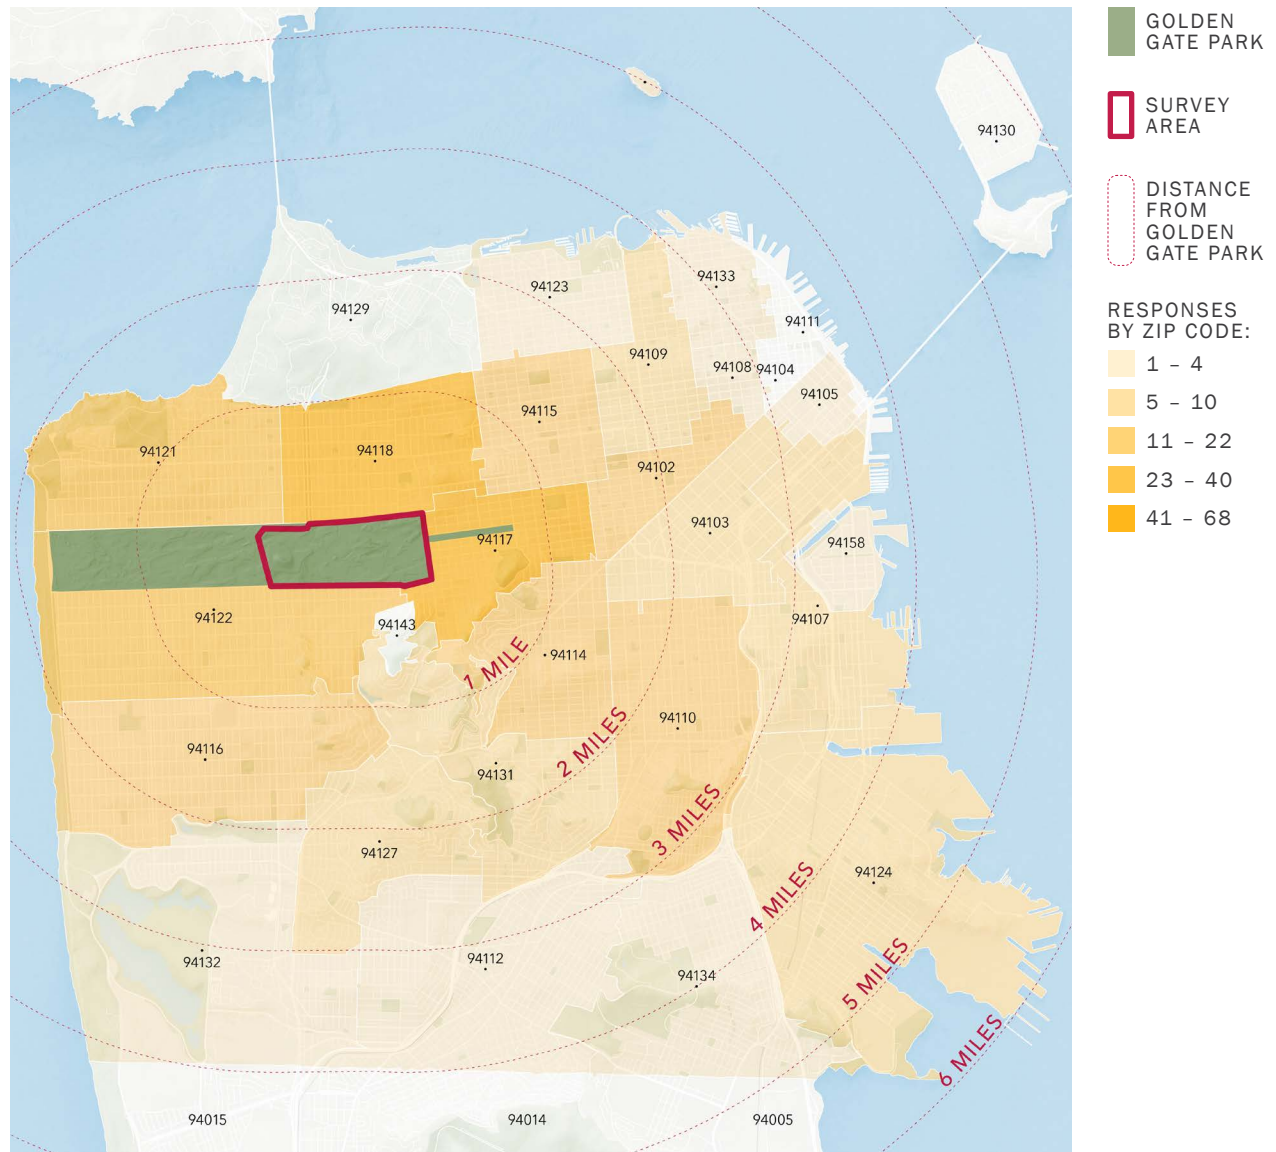 GOLDEN
GATE PARK
SURVEY
AREA
DISTANCE
FROM
GOLDEN
GATE PARK
RESPONSES
BY ZIP CODE:
1 – 4
5 – 10
11 – 22
23 – 40
41 – 68
94130
94133
94123
94129
94111
94109
94108
94104
94105
94115
94121
94118
94102
94103
94117
94158
94122
94143
94107
1 MILE
94114
94110
2 MILES
94116
94131
3 MILES
94127
94124
4 MILES
94132
94112
94134
5 MILES
6 MILES
94015
94014
94005